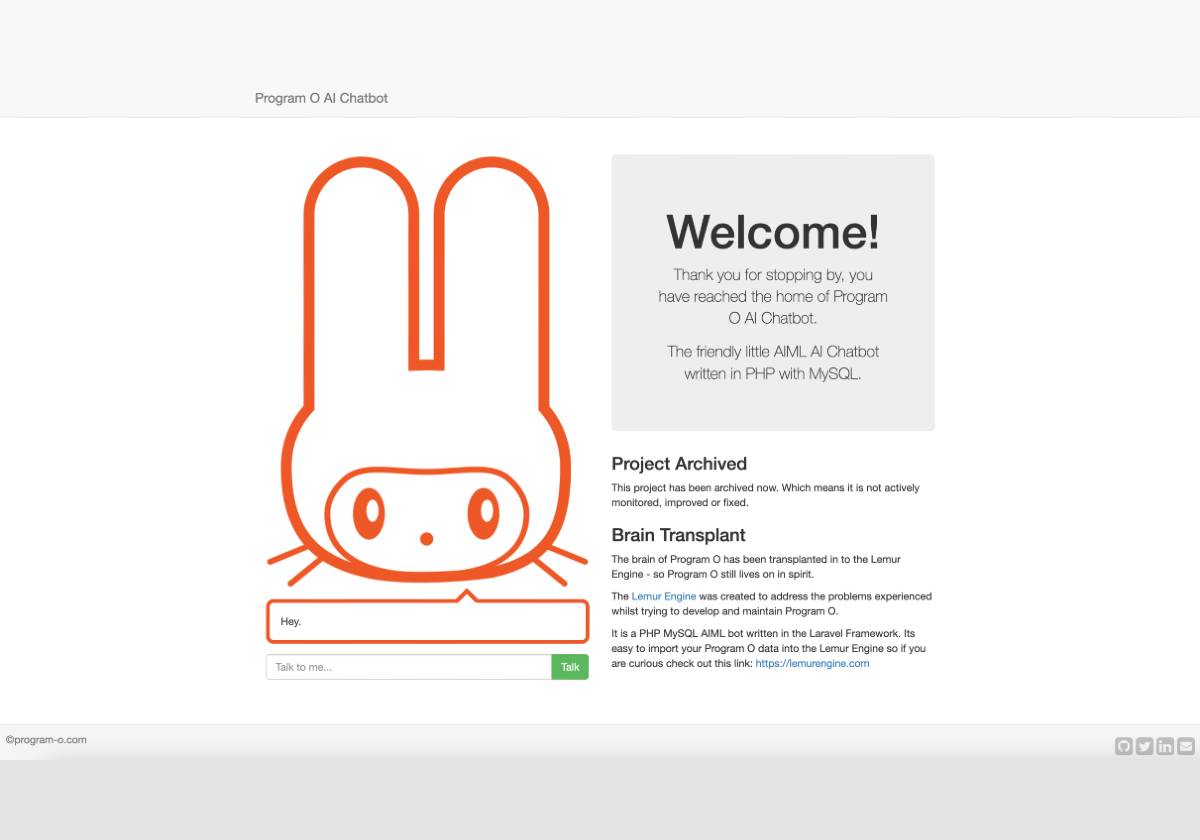 Program O AI Chatbot
Welcome!
Thank you for stopping by, you
have reached the home of Program
O AI Chatbot.
The friendly little AIML AI Chatbot
written in PHP with MySQL.
Project Archived
This project has been archived now. Which means it is not actively
monitored, improved or fixed.
Brain Transplant
The brain of Program O has been transplanted in to the Lemur
Engine - so Program O still lives on in spirit.
The Lemur Engine was created to address the problems experienced
whilst trying to develop and maintain Program O.
It is a PHP MySQL AIML bot written in the Laravel Framework. Its
easy to import your Program O data into the Lemur Engine so if you
are curious check out this link: https://lemurengine.com
Hey.
Talk to me...
Talk
©program-o.com